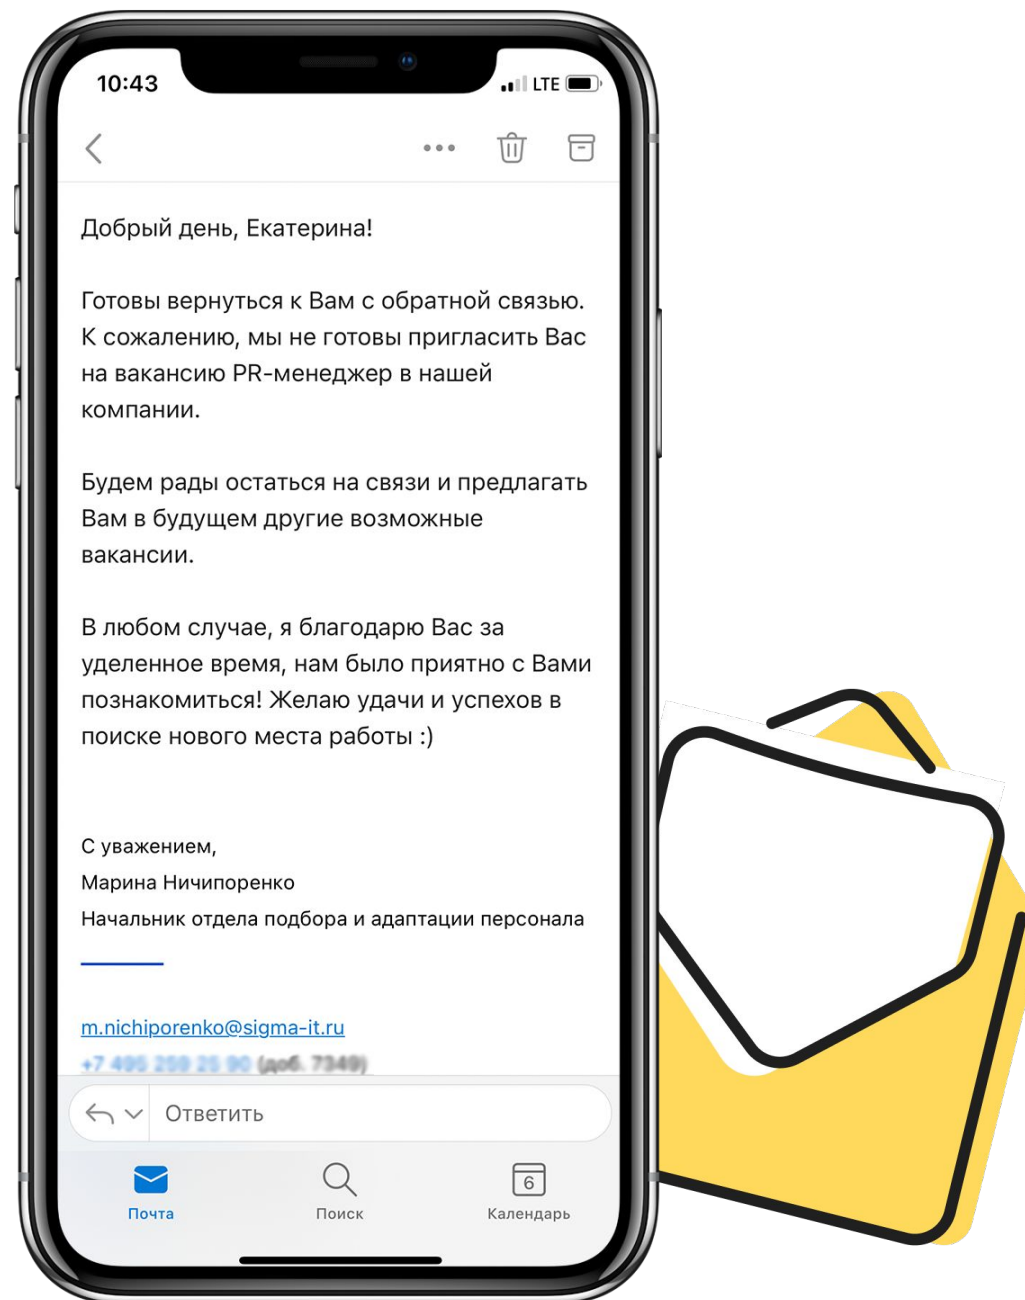 10:43
LTE
Добрый день, Екатерина!
Готовы вернуться к Вам с обратной связью.
К сожалению, мы не готовы пригласить Вас
на вакансию PR-менеджер в нашей
компании.
Будем рады остаться на связи и предлагать
Вам в будущем другие возможные
вакансии.
В любом случае, я благодарю Вас за
уделенное время, нам было приятно с Вами
познакомиться! Желаю удачи и успехов в
поиске нового места работы :)
С уважением,
Марина Ничипоренко
Начальник отдела подбора и адаптации персонала
m.nichiporenko@sigma-it.ru
Ответить
6
Почта Поиск Календарь